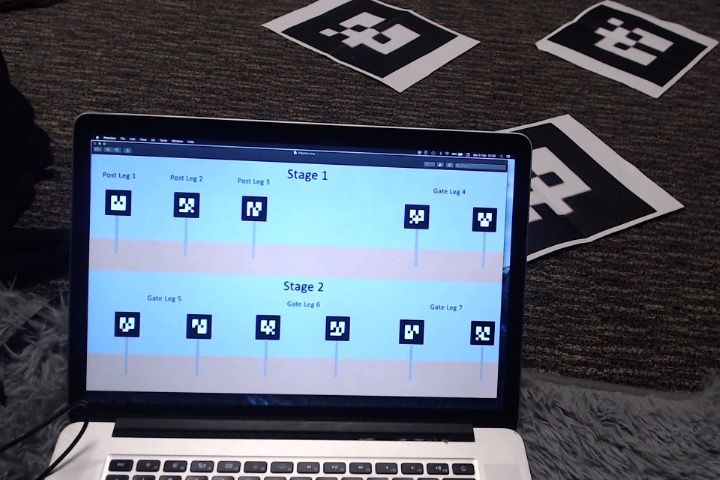 Stage 1
Post Leg 1
Post Leg 2
Post Leg 3
Gate Leg 4
Stage 2
Gate Leg 5
Gate Leg 6
Gate Leg 7